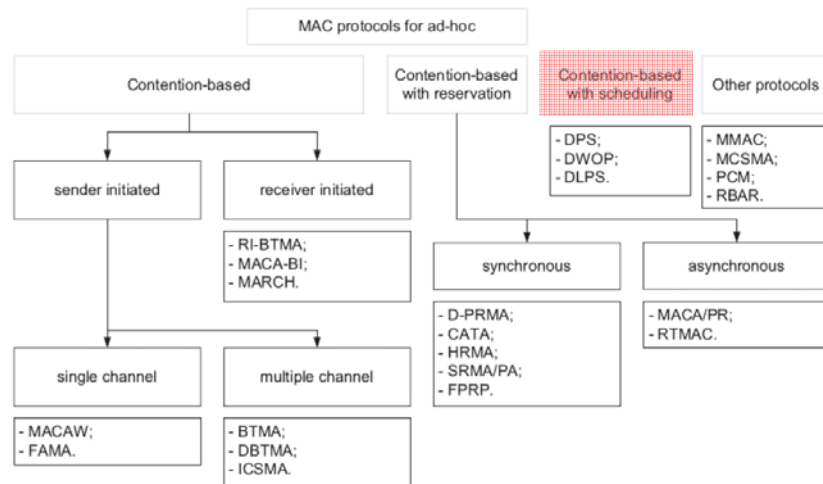 MAC protocols for ad-hoc
Contention-based
Contention-based
with reservation
Contention-based
with scheduling
Other protocols
- DPS;
- DWOP;
- DLPS.
- MMAC;
- MCSMA;
- PCM;
- RBAR.
sender initiated
receiver initiated
- RI-BTMA;
- MACA-BI;
- MARCH.
synchronous
asynchronous
- D-PRMA;
- CATA;
- HRMA;
- SRMA/PA;
- FPRP.
- MACA/PR;
- RTMAC.
single channel
multiple channel
- MACAW;
- FAMA.
- BTMA;
- DBTMA;
- ICSMA.